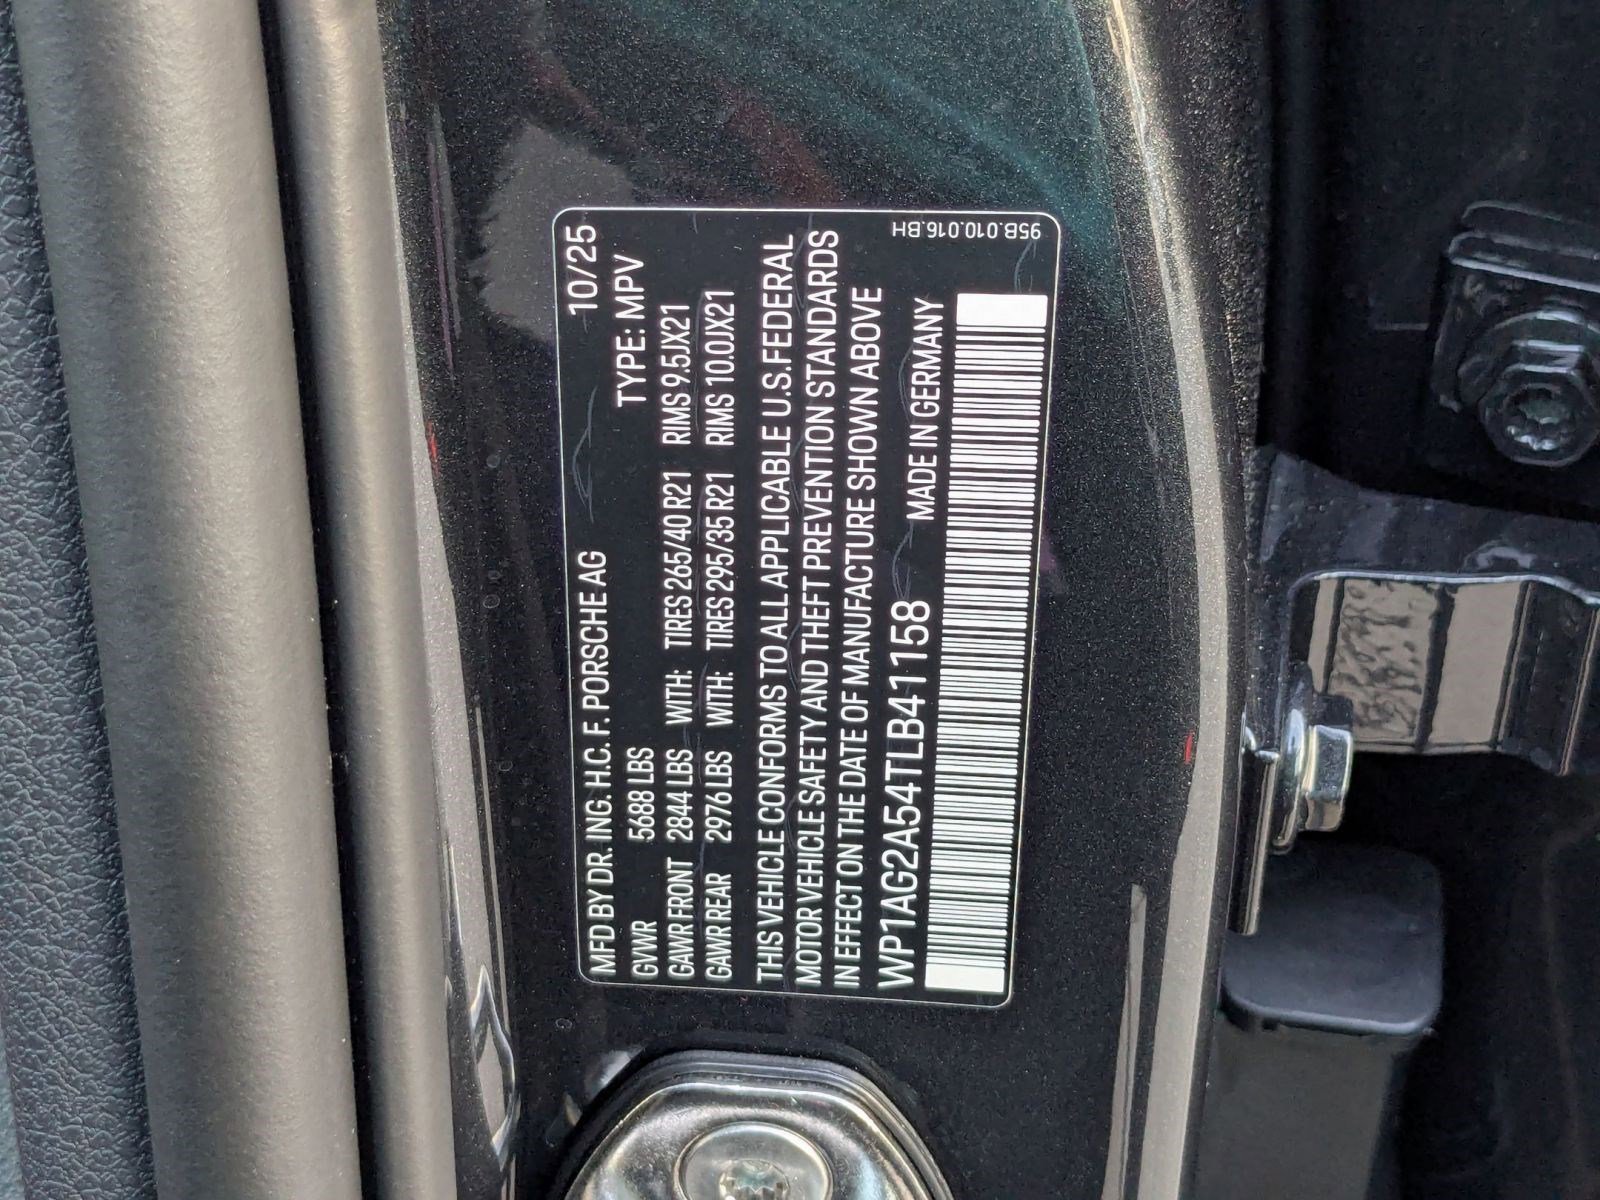 MFD BY DR. ING. H.C. F. PORSCHE AG 10/25
GVWR 5688 LBS TYPE: MPV
GAWR FRONT 2844 LBS WITH: TIRES 265/40 R21 RIMS 9.5JX21
GAWR REAR 2976 LBS WITH: TIRES 295/35 R21 RIMS 10.0JX21
THIS VEHICLE CONFORMS TO ALL APPLICABLE U.S. FEDERAL
MOTOR VEHICLE SAFETY AND THEFT PREVENTION STANDARDS
IN EFFECT ON THE DATE OF MANUFACTURE SHOWN ABOVE
WP1AG2A54TLB41158 MADE IN GERMANY
95B.010.016.BH